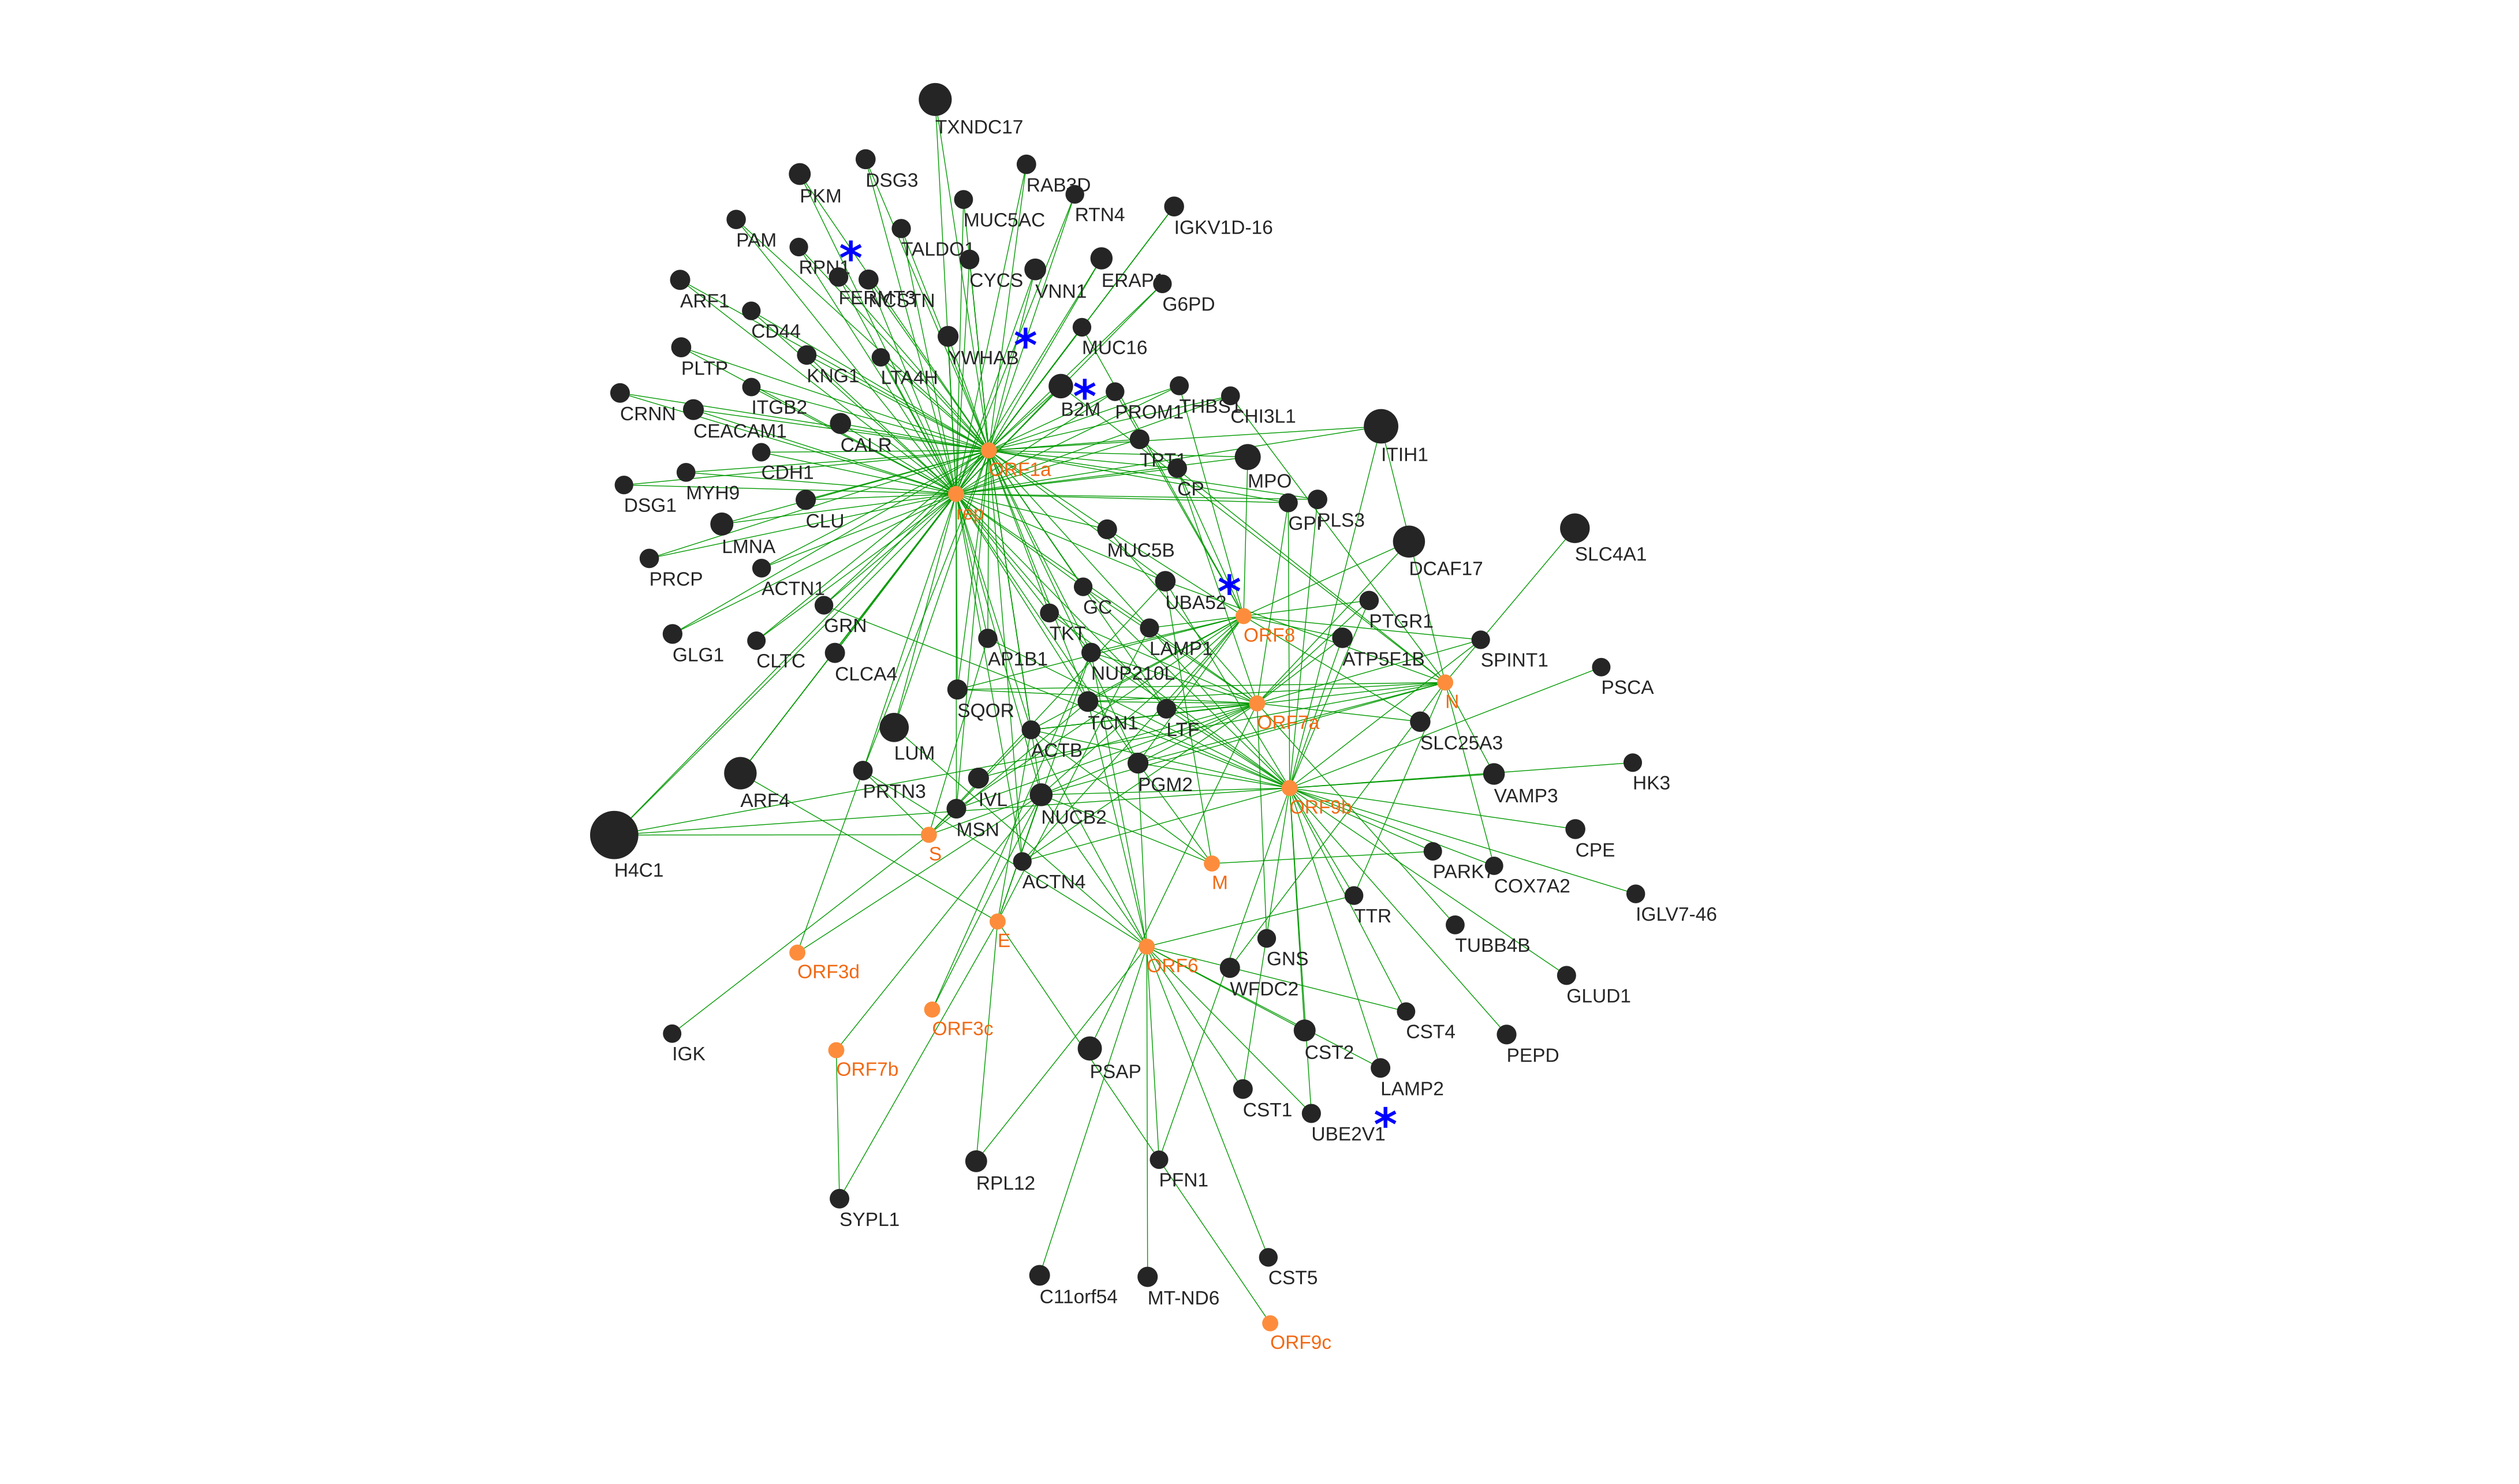 TXNDC17
DSG3
RAB3D
PKM
RTN4
MUC5AC
IGKV1D-16
PAM
TALDO1
RPN1
*
CYCS
VNN1
ERAP1
ARF1
FERMT3
NCSTN
G6PD
CD44
*
PLTP
KNG1
LTA4H
YWHAB
MUC16
CRNN
ITGB2
B2M
*
PROM1
THBS1
CHI3L1
CEACAM1
CALR
ITIH1
CDH1
ORF1a
TPT1
MPO
DSG1
MYH9
CP
CLU
rep
GPI
PLS3
LMNA
MUC5B
SLC4A1
PRCP
DCAF17
ACTN1
GC
UBA52
*
GRN
TKT
LAMP1
ORF8
PTGR1
GLG1
CLTC
AP1B1
ATP5F1B
SPINT1
CLCA4
NUP210L
PSCA
SQOR
TCN1
LTF
ORF7a
N
LUM
ACTB
SLC25A3
ARF4
PRTN3
IVL
PGM2
HK3
VAMP3
MSN
NUCB2
ORF9b
H4C1
S
CPE
ACTN4
M
PARK7
COX7A2
E
TTR
IGLV7-46
ORF3d
ORF6
GNS
TUBB4B
WFDC2
GLUD1
IGK
ORF3c
CST4
ORF7b
PSAP
CST2
PEPD
CST1
LAMP2
UBE2V1
*
RPL12
PFN1
SYPL1
C11orf54
MT-ND6
CST5
ORF9c